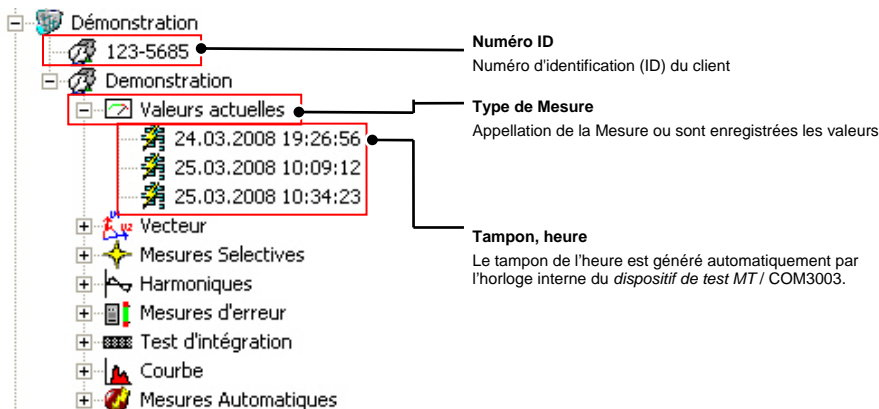 Démonstration
123-5685
Demonstration
Valeurs actuelles
24.03.2008 19:26:56
25.03.2008 10:09:12
25.03.2008 10:34:23
Vecteur
Mesures Selectives
Harmoniques
Mesures d'erreur
Test d'intégration
Courbe
Mesures Automatiques
Numéro ID
Numéro d'identification (ID) du client
Type de Mesure
Appellation de la Mesure ou sont enregistrées les valeurs
Tampon, heure
Le tampon de l'heure est généré automatiquement par
l'horloge interne du dispositif de test MT / COM3003.